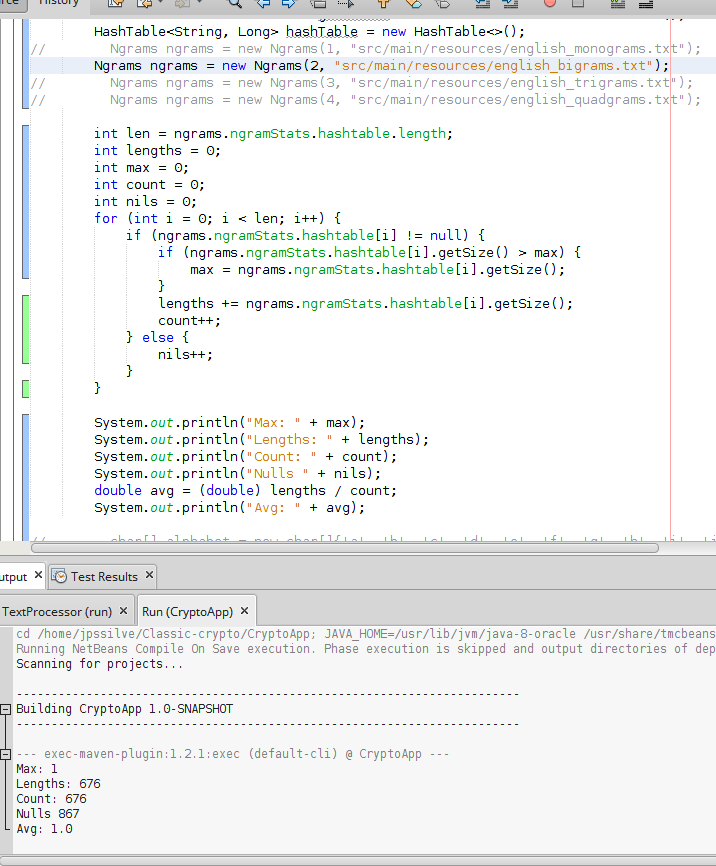 History
HashTable<String, Long> hashTable = new HashTable<>();
// Ngrams ngrams = new Ngrams(1, "src/main/resources/english_monograms.txt");
Ngrams ngrams = new Ngrams(2, "src/main/resources/english_bigrams.txt");
// Ngrams ngrams = new Ngrams(3, "src/main/resources/english_trigrams.txt");
// Ngrams ngrams = new Ngrams(4, "src/main/resources/english_quadgrams.txt");
int len = ngrams.ngramStats.hashtable.length;
int lengths = 0;
int max = 0;
int count = 0;
int nils = 0;
for (int i = 0; i < len; i++) {
if (ngrams.ngramStats.hashtable[i] != null) {
if (ngrams.ngramStats.hashtable[i].getSize() > max) {
max = ngrams.ngramStats.hashtable[i].getSize();
}
lengths += ngrams.ngramStats.hashtable[i].getSize();
count++;
} else {
nils++;
}
}
System.out.println("Max: " + max);
System.out.println("Lengths: " + lengths);
System.out.println("Count: " + count);
System.out.println("Nulls " + nils);
double avg = (double) lengths / count;
System.out.println("Avg: " + avg);
utput × Test Results ×
TextProcessor (run) × Run (CryptoApp) ×
cd /home/jpssilve/Classic-crypto/CryptoApp; JAVA_HOME=/usr/lib/jvm/java-8-oracle /usr/share/tmcbeans
Running NetBeans Compile On Save execution. Phase execution is skipped and output directories of dep
Scanning for projects...
------------------------------------------------------------------------
Building CryptoApp 1.0-SNAPSHOT
------------------------------------------------------------------------
--- exec-maven-plugin:1.2.1:exec (default-cli) @ CryptoApp ---
Max: 1
Lengths: 676
Count: 676
Nulls 867
Avg: 1.0